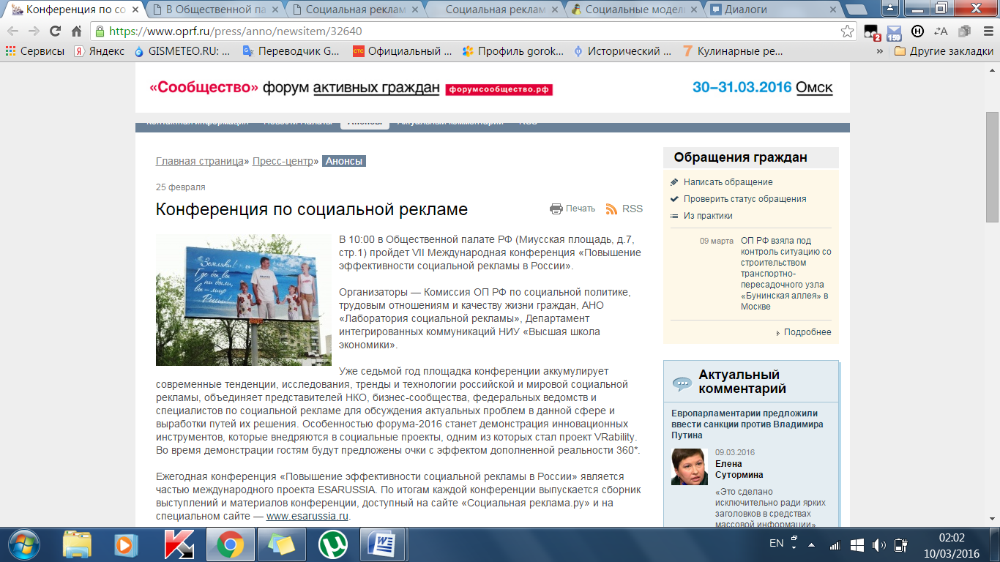 Конференция по со
В Общественной па
Социальная реклам
Социальная реклам
Социальные модел
Диалоги
https://www.oprf.ru/press/anno/newsitem/32640
2
150
Сервисы
Яндекс
GISMETEO.RU: ...
Переводчик G...
СТС Официальный ...
Профиль gorok...
Исторический ...
7 Кулинарные ре...
» Другие закладки
«Сообщество» форум активных граждан форумсообщество.рф
30–31.03.2016 Омск
Контактная информация Новости Палаты Анонсы Актуальный комментарий RSS
Главная страница» Пресс-центр» Анонсы
25 февраля
Конференция по социальной рекламе
Печать RSS
Земляки!
Где бы вы
ни были,
вы – мир
России!
В 10:00 в Общественной палате РФ (Миусская площадь, д.7,
стр.1) пройдет VII Международная конференция «Повышение
эффективности социальной рекламы в России».
Организаторы — Комиссия ОП РФ по социальной политике,
трудовым отношениям и качеству жизни граждан, АНО
«Лаборатория социальной рекламы», Департамент
интегрированных коммуникаций НИУ «Высшая школа
экономики».
Уже седьмой год площадка конференции аккумулирует
современные тенденции, исследования, тренды и технологии российской и мировой социальной
рекламы, объединяет представителей НКО, бизнес-сообщества, федеральных ведомств и
специалистов по социальной рекламе для обсуждения актуальных проблем в данной сфере и
выработки путей их решения. Особенностью форума-2016 станет демонстрация инновационных
инструментов, которые внедряются в социальные проекты, одним из которых стал проект VRability.
Во время демонстрации гостям будут предложены очки с эффектом дополненной реальности 360*.
Ежегодная конференция «Повышение эффективности социальной рекламы в России» является
частью международного проекта ESARUSSIA. По итогам каждой конференции выпускается сборник
выступлений и материалов конференции, доступный на сайте «Социальная реклама.ру» и на
специальном сайте — www.esarussia.ru.
Обращения граждан
Написать обращение
Проверить статус обращения
Из практики
09 марта
ОП РФ взяла под
контроль ситуацию со
строительством
транспортно-
пересадочного узла
«Бунинская аллея» в
Москве
Подробнее
Актуальный
комментарий
Европарламентарии предложили
ввести санкции против Владимира
Путина
09.03.2016
Елена
Сутормина
«Это сделано
исключительно ради ярких
заголовков в средствах
массовой информации»
EN
02:02
10/03/2016